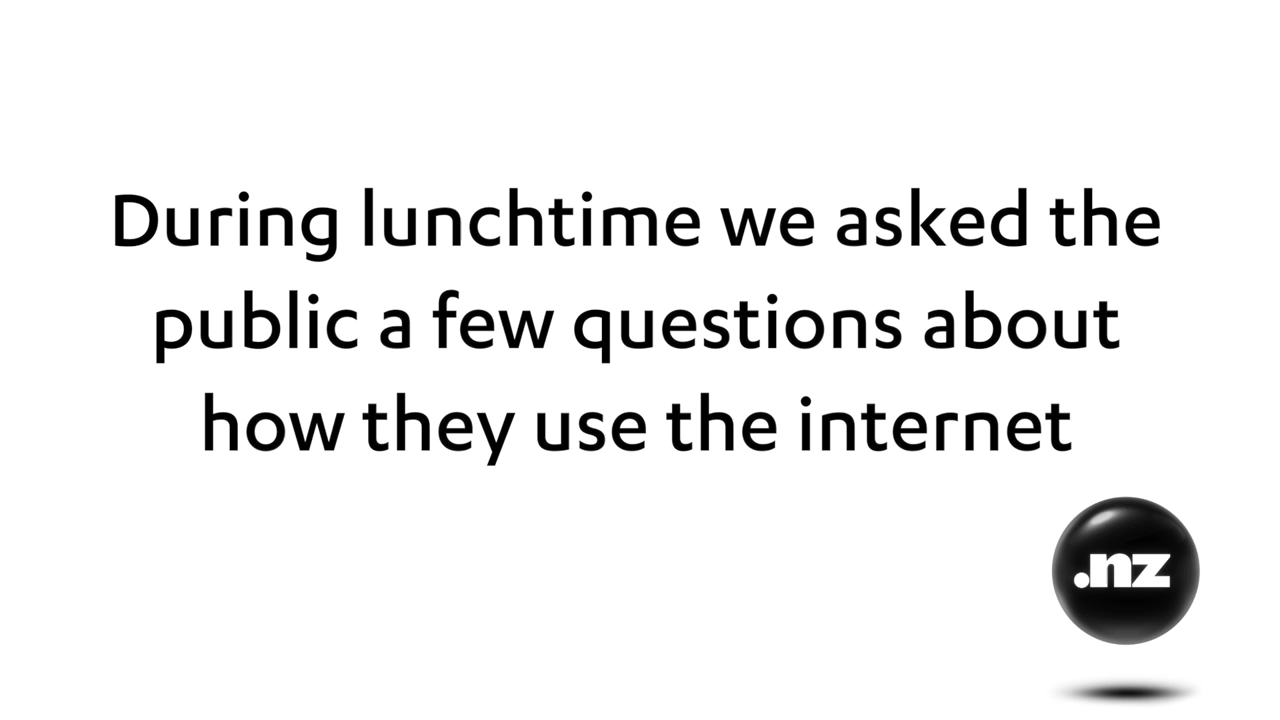 During lunchtime we asked the
public a few questions about
how they use the internet
.nz